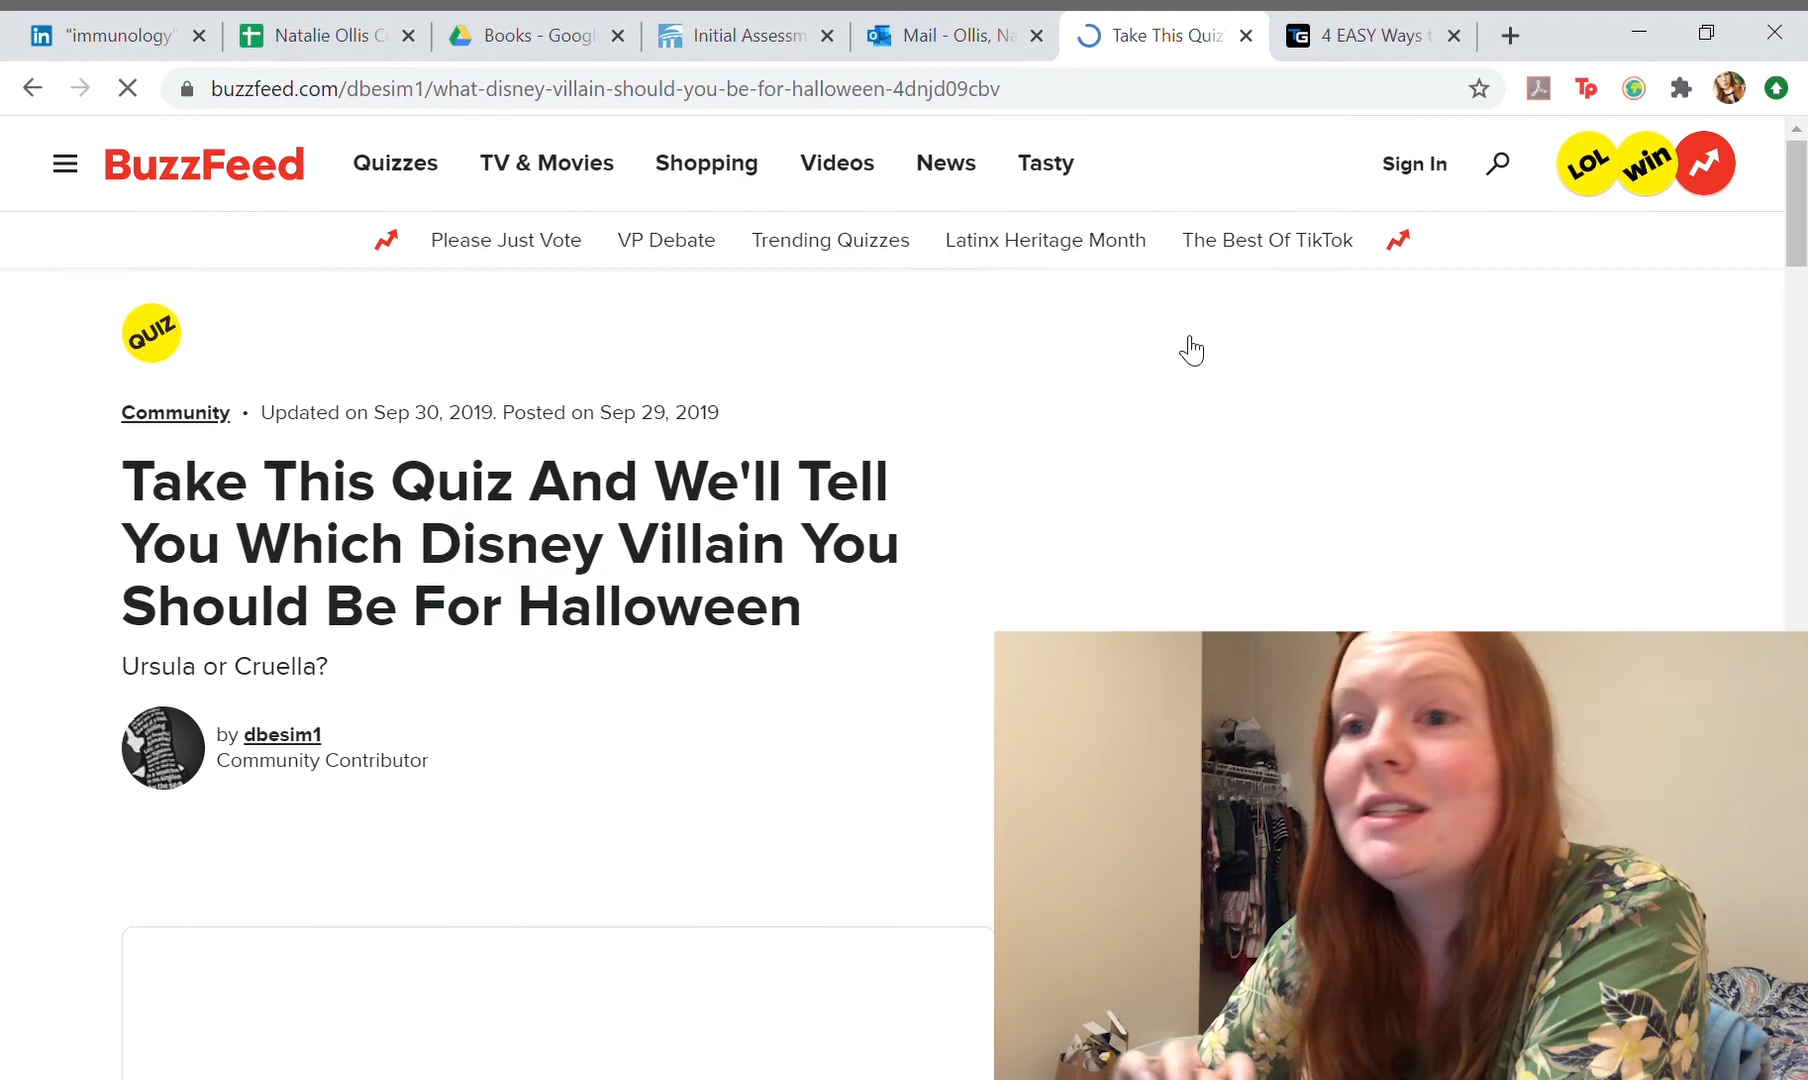 "immunology"
Natalie Ollis C
Books - Googl
Initial Assessm
Mail - Ollis, Na
Take This Quiz
4 EASY Ways t
buzzfeed.com/dbesim1/what-disney-villain-should-you-be-for-halloween-4dnjd09cbv
Tp
BuzzFeed
Quizzes
TV & Movies
Shopping
Videos
News
Tasty
Sign In
LOL
win
Please Just Vote
VP Debate
Trending Quizzes
Latinx Heritage Month
The Best Of TikTok
QUIZ
Community • Updated on Sep 30, 2019. Posted on Sep 29, 2019
Take This Quiz And We'll Tell
You Which Disney Villain You
Should Be For Halloween
Ursula or Cruella?
by dbesim1
Community Contributor